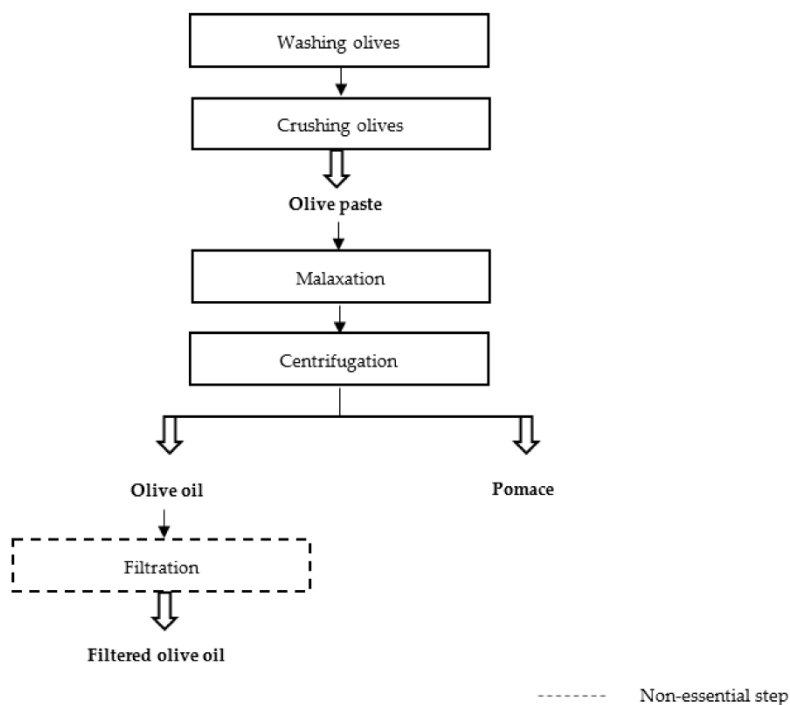 Washing olives
Crushing olives
Olive paste
Malaxation
Centrifugation
Olive oil
Pomace
Filtration
Filtered olive oil
Non-essential step